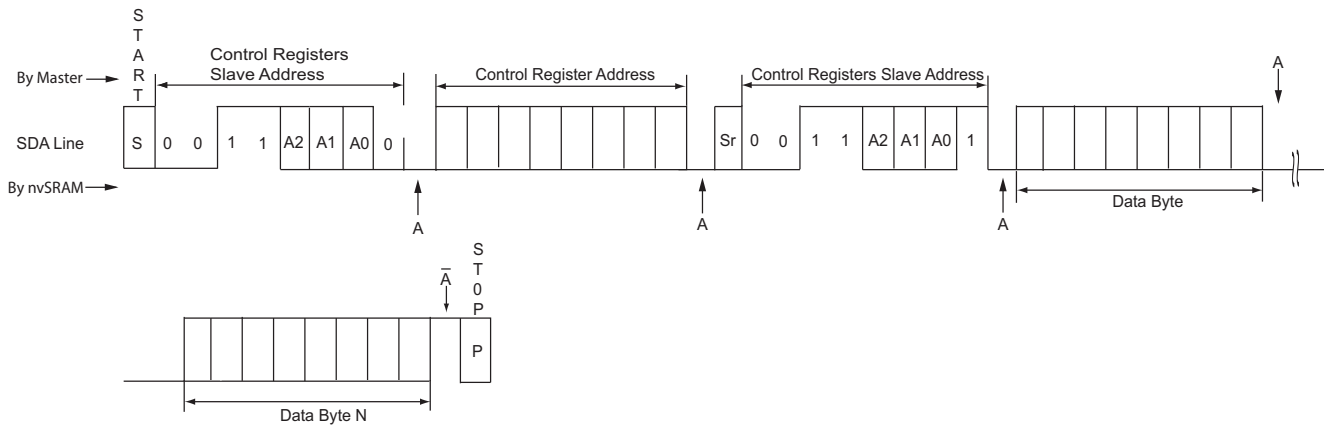 START
Control Registers
Slave Address
By Master
Control Register Address
Control Registers Slave Address
A
SDA Line
S 0 0 1 1 A2 A1 A0 0
Sr 0 0 1 1 A2 A1 A0 1
By nvSRAM
A
A
A
Data Byte
A̅
ST0P
P
Data Byte N